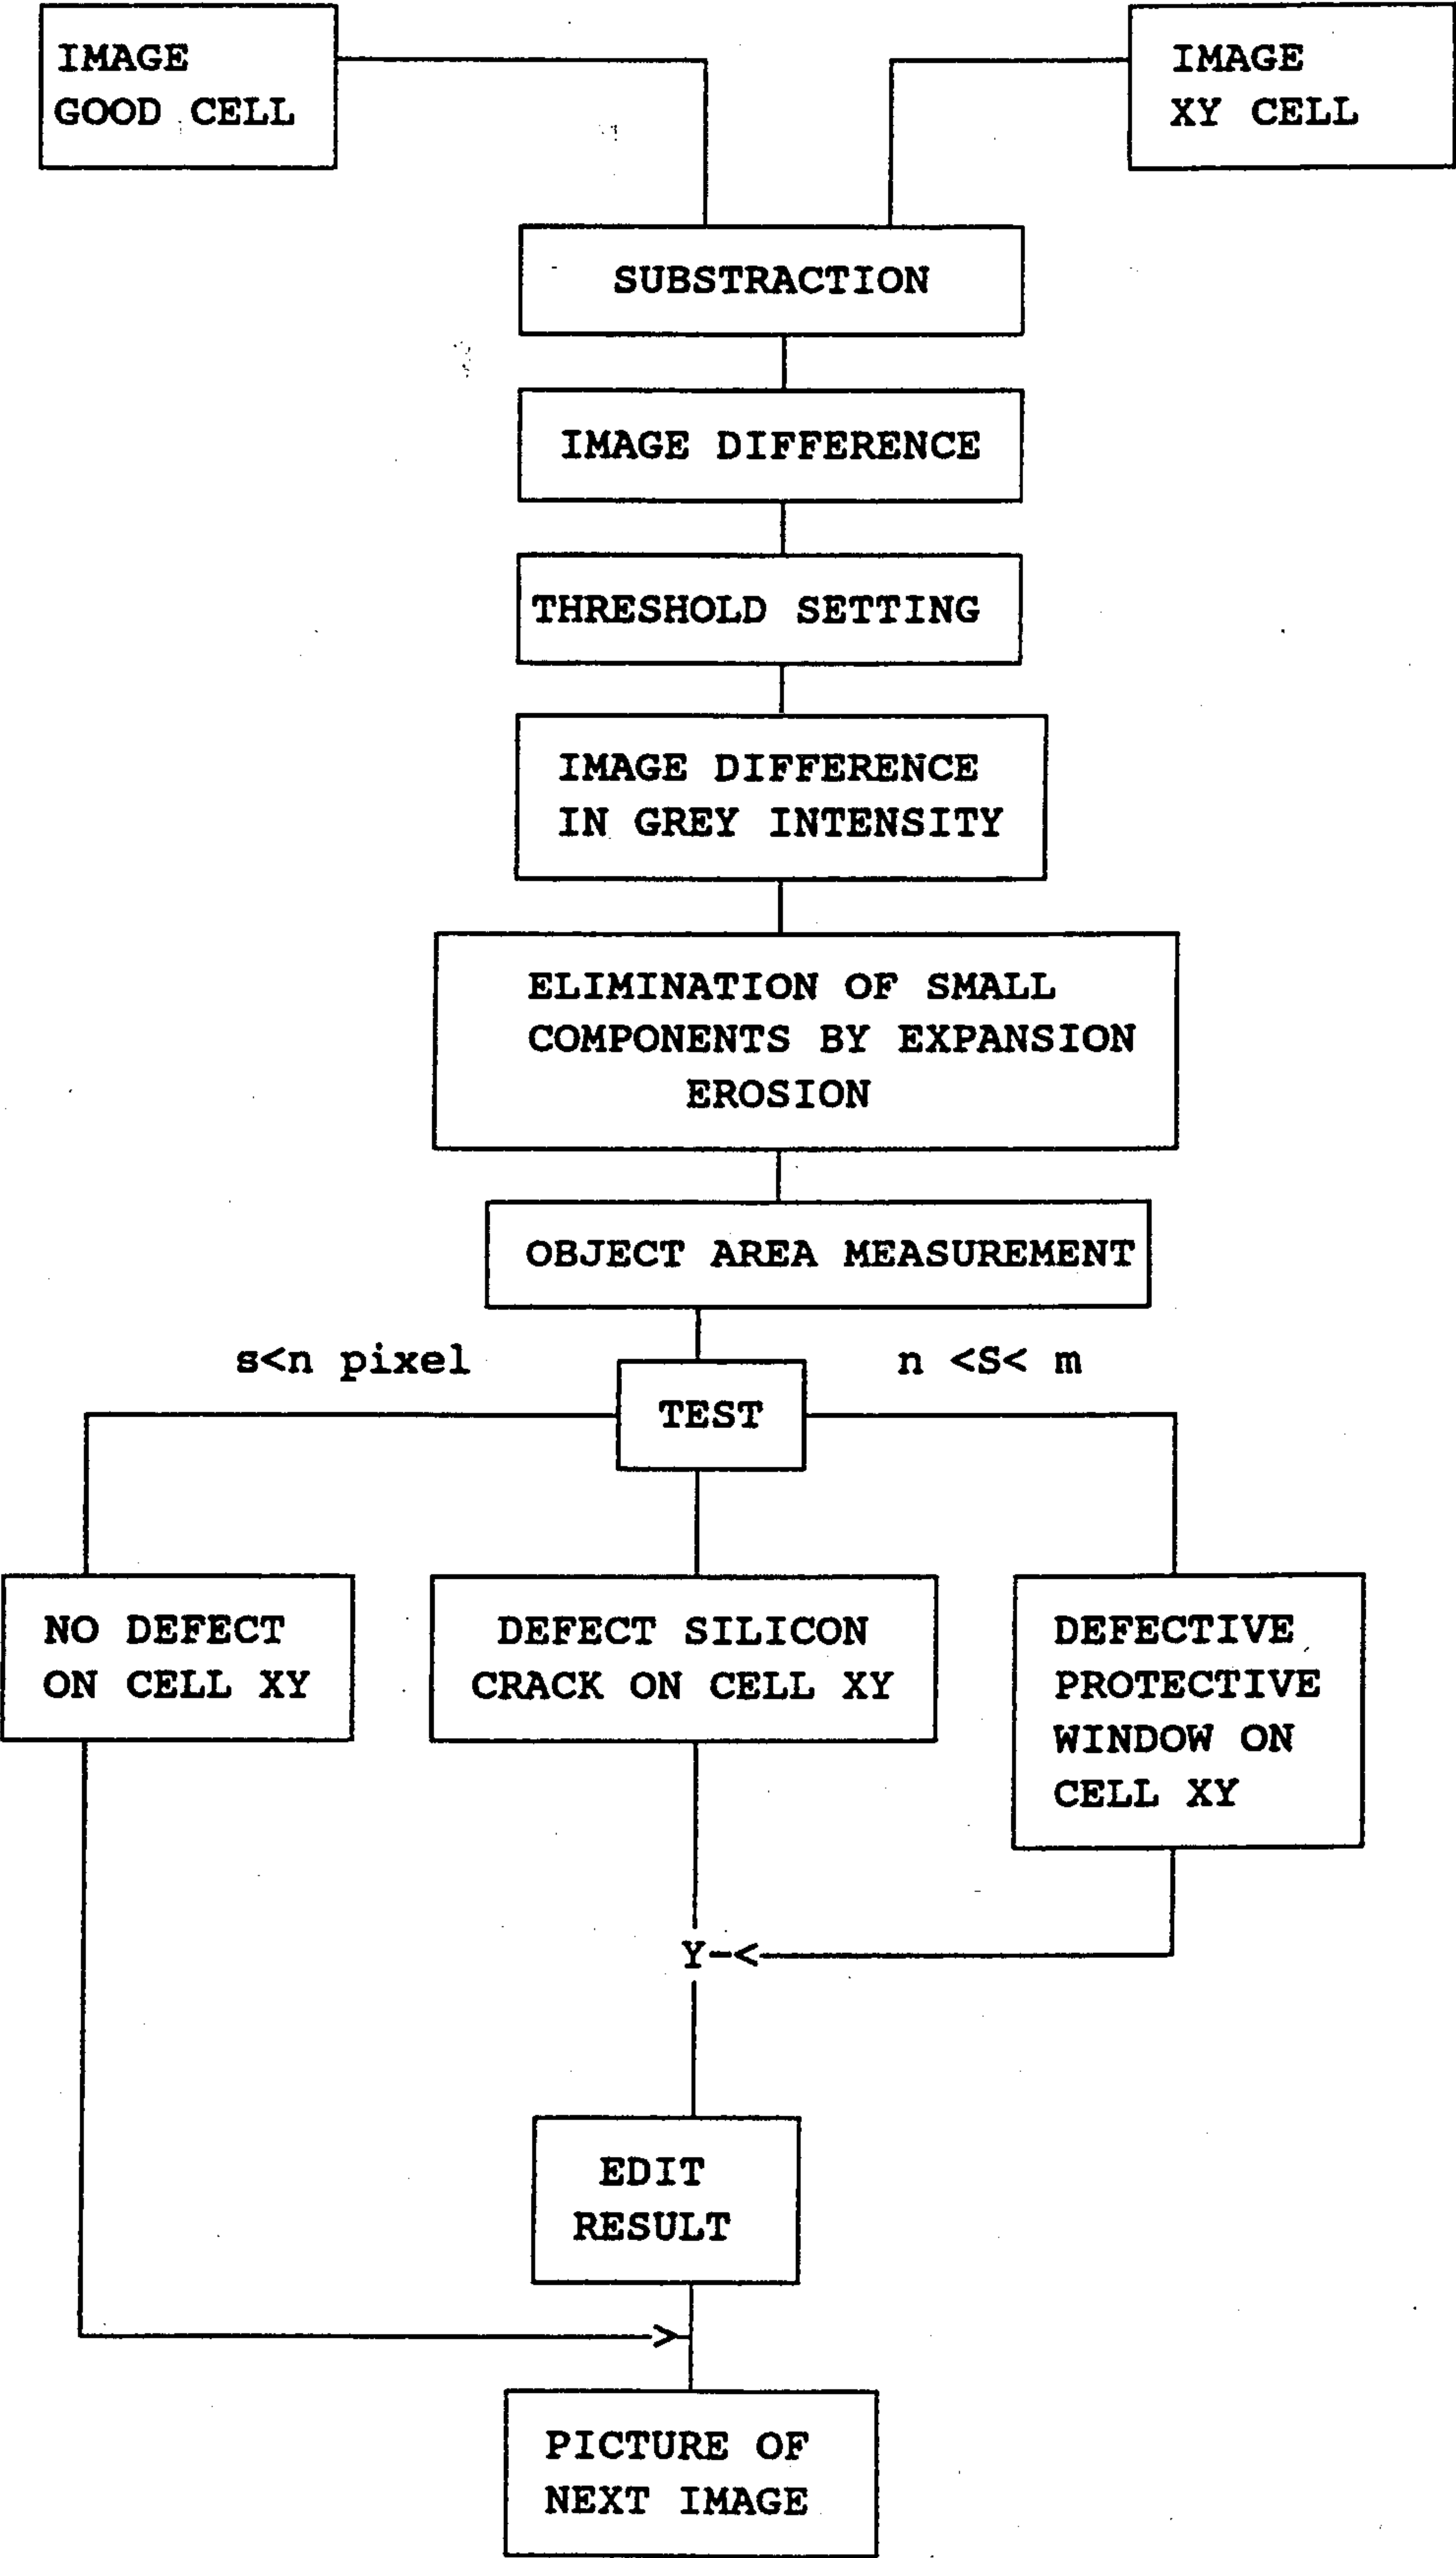 IMAGE
GOOD CELL
IMAGE
XY CELL
SUBSTRACTION
IMAGE DIFFERENCE
THRESHOLD SETTING
IMAGE DIFFERENCE
IN GREY INTENSITY
ELIMINATION OF SMALL
COMPONENTS BY EXPANSION
EROSION
OBJECT AREA MEASUREMENT
s<n pixel
n <S< m
TEST
NO DEFECT
ON CELL XY
DEFECT SILICON
CRACK ON CELL XY
DEFECTIVE
PROTECTIVE
WINDOW ON
CELL XY
Y-<
EDIT
RESULT
>
PICTURE OF
NEXT IMAGE